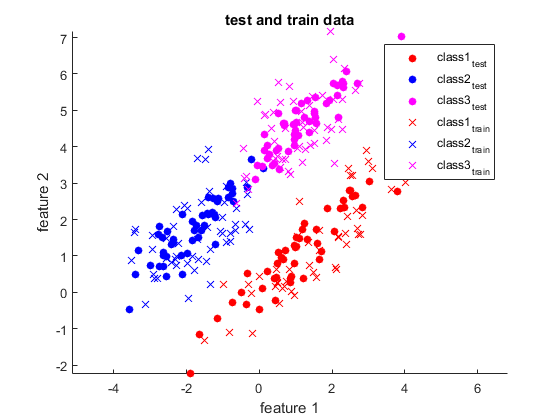 test and train data
7
6
5
4
3
2
1
0
-1
-2
feature 2
-4
-2
0
2
4
6
feature 1
class1test
class2test
class3test
class1train
class2train
class3train